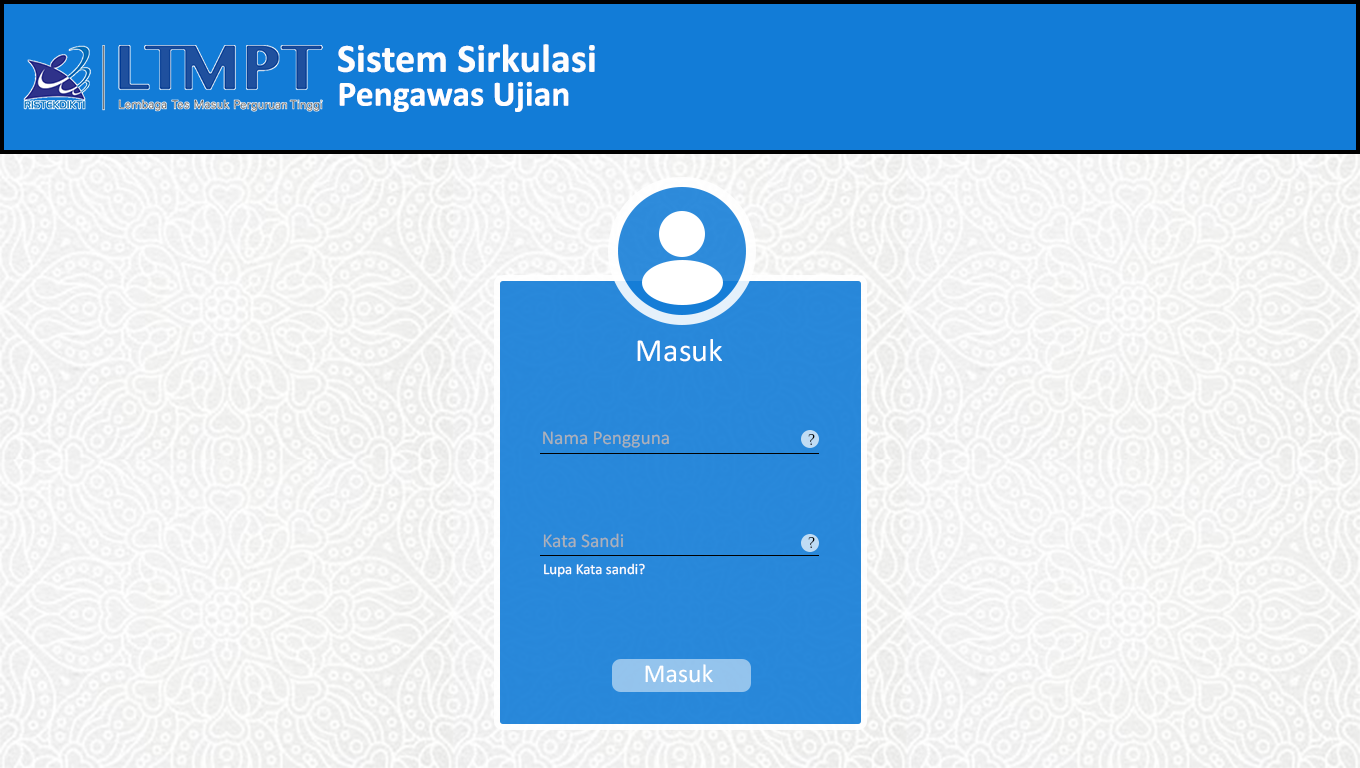 RISTEKDIKTI
LTMPT
Lembaga Tes Masuk Perguruan Tinggi
Sistem Sirkulasi
Pengawas Ujian
Masuk
Nama Pengguna ?
Kata Sandi ?
Lupa Kata sandi?
Masuk